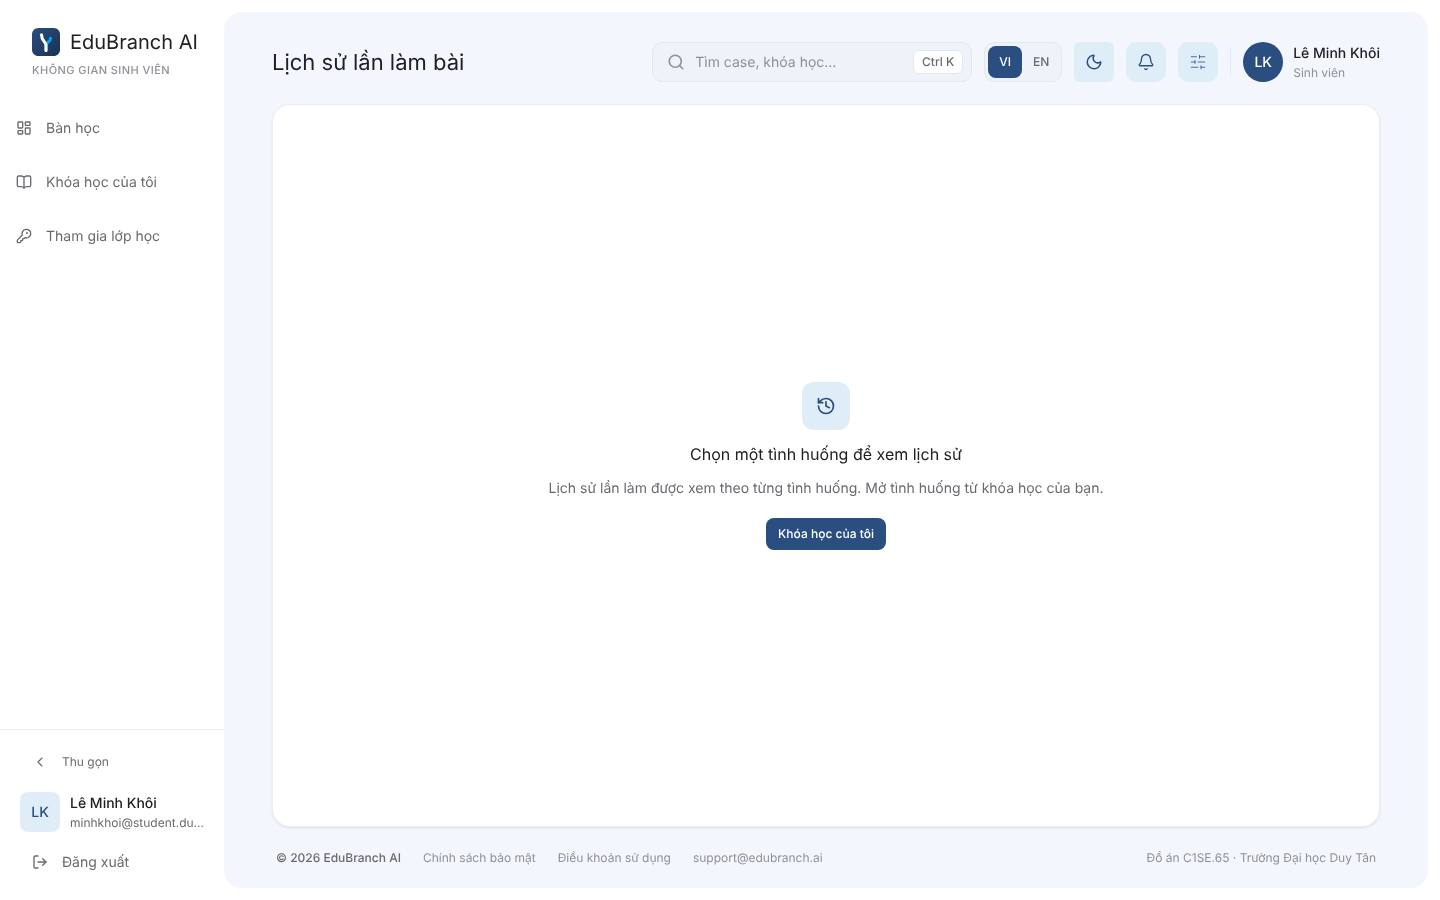 EduBranch AI
KHÔNG GIAN SINH VIÊN
Bàn học
Khóa học của tôi
Tham gia lớp học
Thu gọn
LK
Lê Minh Khôi
minhkhoi@student.du...
Đăng xuất
Lịch sử lần làm bài
Tìm case, khóa học...
Ctrl K
VI
EN
LK
Lê Minh Khôi
Sinh viên
Chọn một tình huống để xem lịch sử
Lịch sử lần làm được xem theo từng tình huống. Mở tình huống từ khóa học của bạn.
Khóa học của tôi
© 2026 EduBranch AI
Chính sách bảo mật
Điều khoản sử dụng
support@edubranch.ai
Đồ án C1SE.65 · Trường Đại học Duy Tân